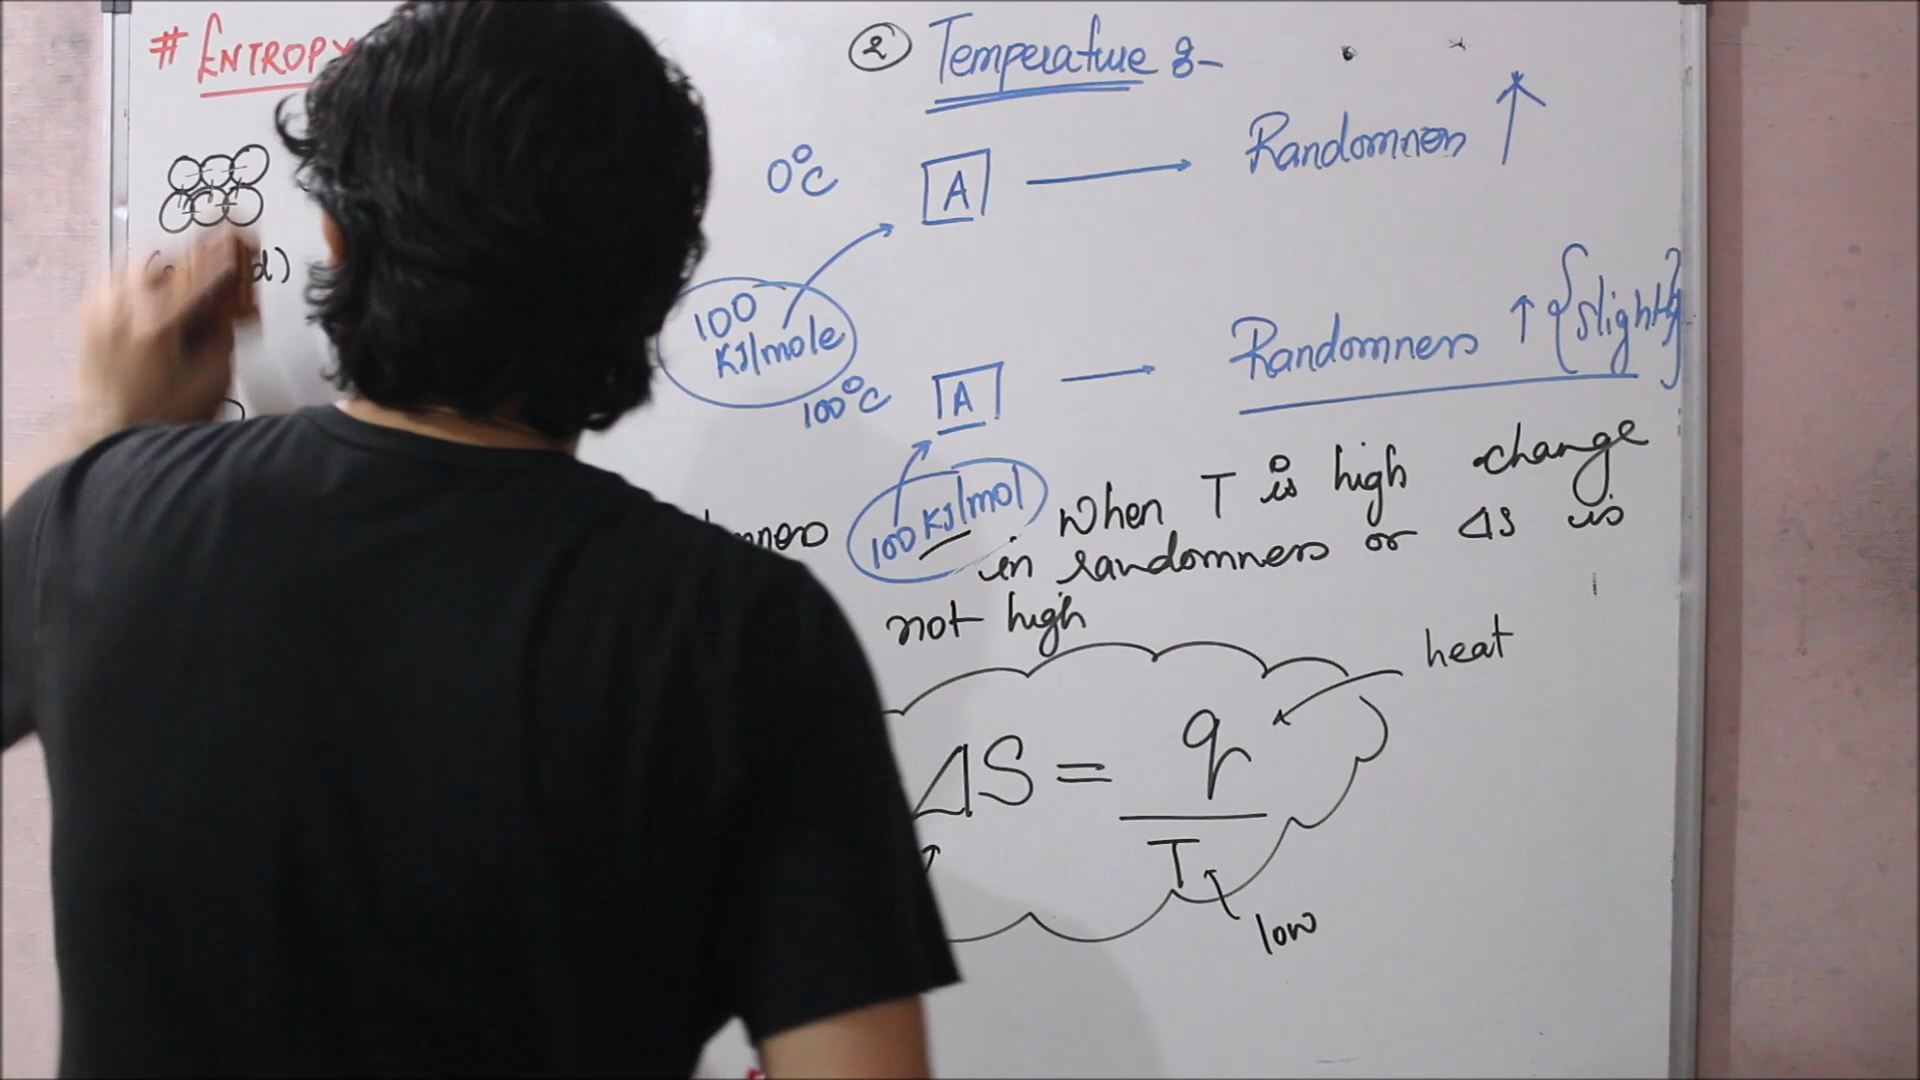 # ENTROPY
② Temperature :-
0°C A → Randomness ↑
100
KJ/mole
100°C A → Randomness ↑ {slightly}
100 KJ/mol
When T is high change
in randomness or ΔS is
not high
heat
ΔS = q
T
low